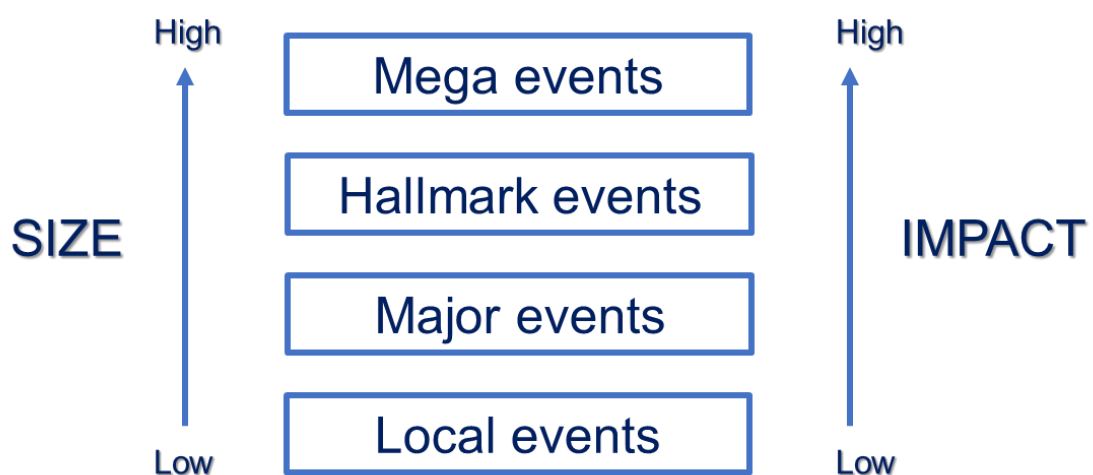 High
High
Mega events
Hallmark events
SIZE
IMPACT
Major events
Local events
Low
Low